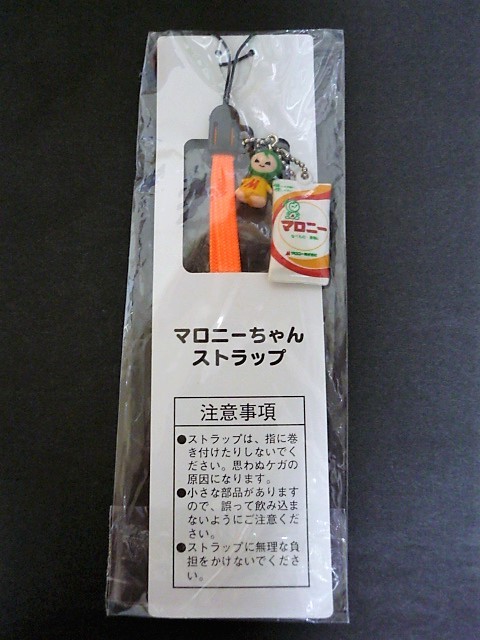 マロニー
マロニーちゃん
ストラップ
注意事項
●ストラップは、指に巻
き付けたりしないでく
ださい。思わぬケガの
原因になります。
●小さな部品があります
ので、誤って飲み込ま
ないようにご注意くだ
さい。
●ストラップに無理な負
担をかけないでくださ
い。